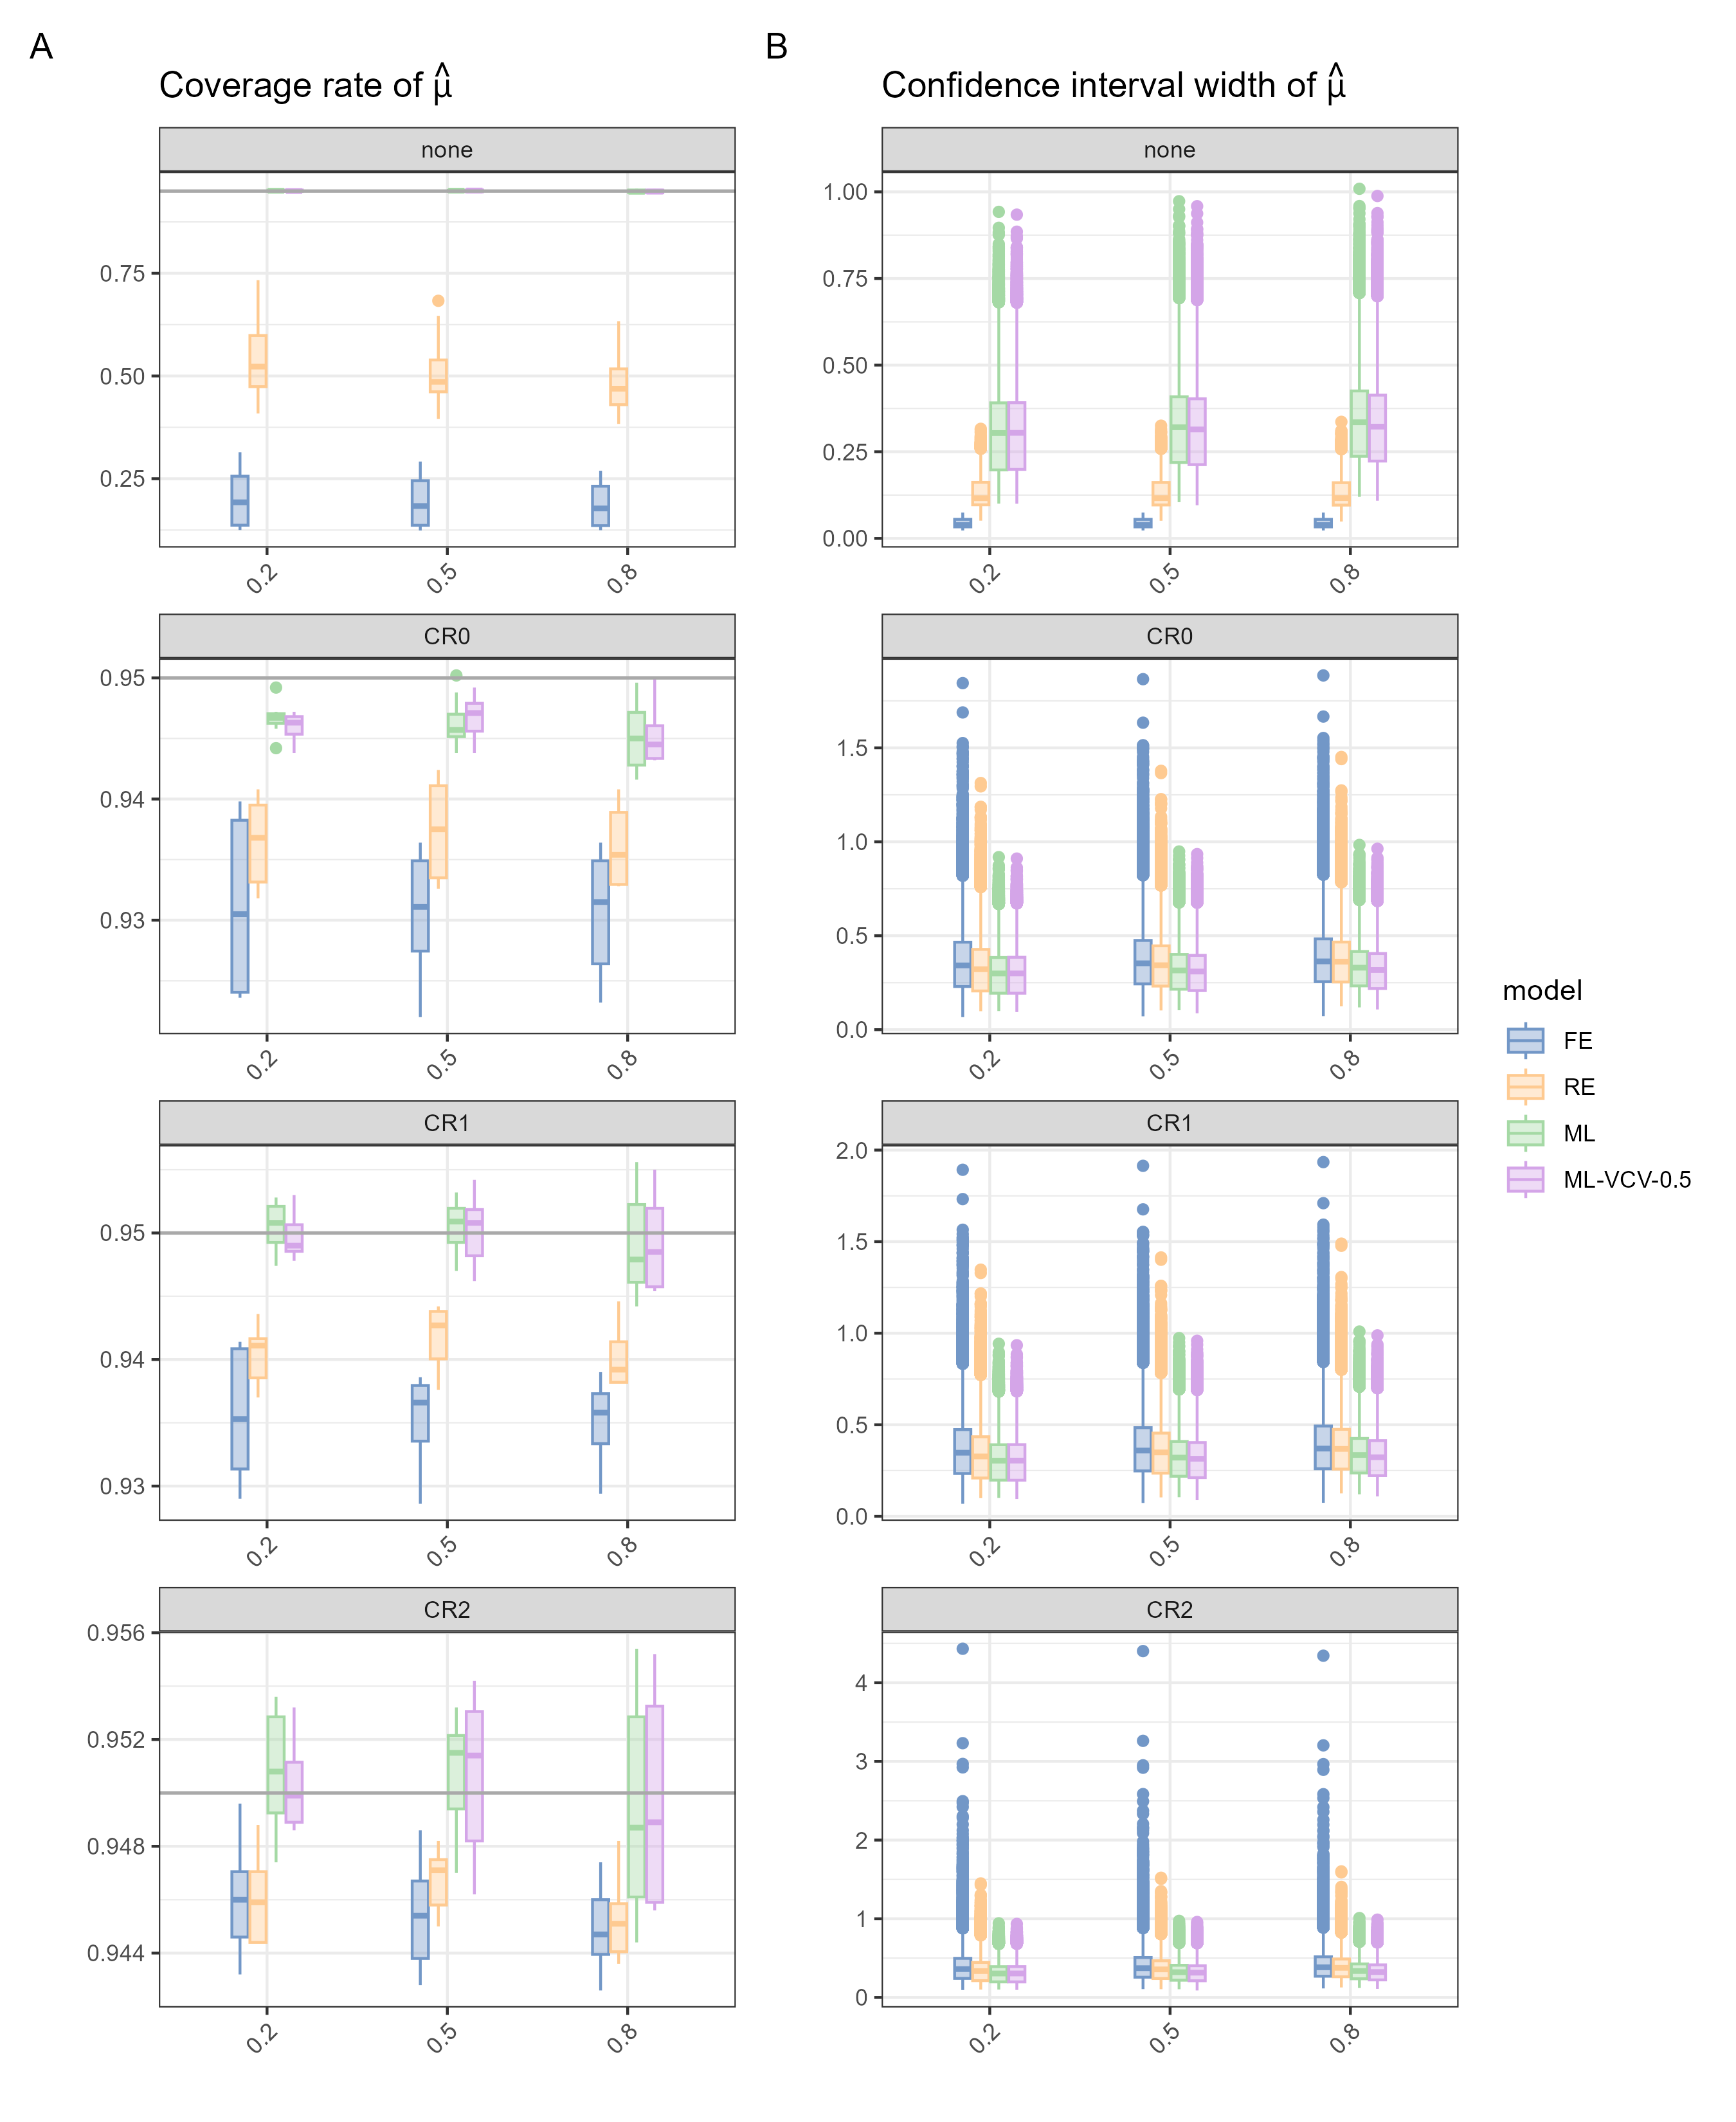 A
B
Coverage rate of μ̂
Confidence interval width of μ̂
none
0.75
0.50
0.25
0.2 0.5 0.8
none
1.00
0.75
0.50
0.25
0.00
0.2 0.5 0.8
CR0
0.95
0.94
0.93
0.2 0.5 0.8
CR0
1.5
1.0
0.5
0.0
0.2 0.5 0.8
CR1
0.95
0.94
0.93
0.2 0.5 0.8
CR1
2.0
1.5
1.0
0.5
0.0
0.2 0.5 0.8
CR2
0.956
0.952
0.948
0.944
0.2 0.5 0.8
CR2
4
3
2
1
0
0.2 0.5 0.8
model
FE
RE
ML
ML-VCV-0.5